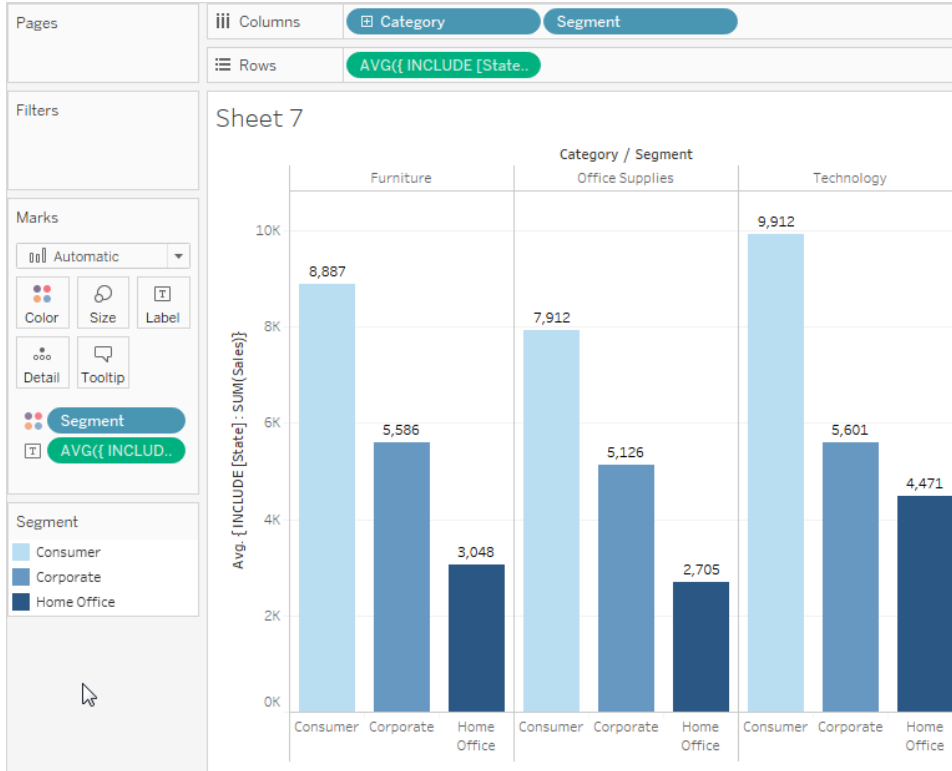 Pages
Columns
Category
Segment
Rows
AVG({ INCLUDE [State..
Filters
Sheet 7
Marks
Automatic
Color Size Label
Detail Tooltip
Segment
AVG({ INCLUD..
Segment
Consumer
Corporate
Home Office
Category / Segment
Furniture Office Supplies Technology
Avg. { INCLUDE [State] : SUM(Sales)}
10K
8K
6K
4K
2K
0K
8,887
5,586
3,048
7,912
5,126
2,705
9,912
5,601
4,471
Consumer Corporate Home Office Consumer Corporate Home Office Consumer Corporate Home Office